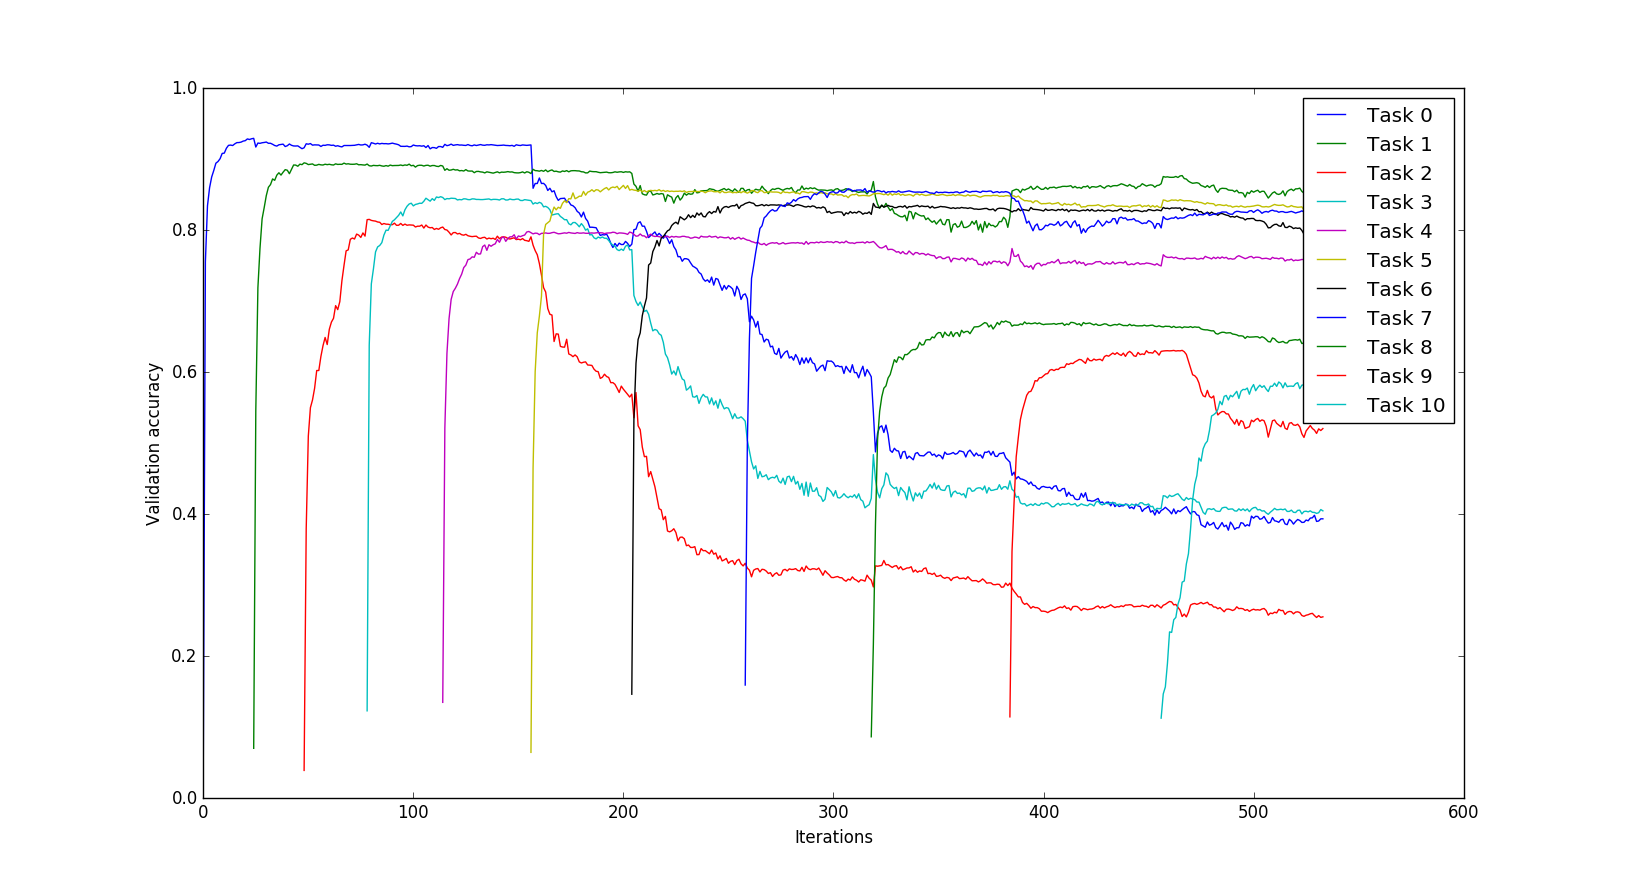 1.0
0.8
0.6
0.4
0.2
0.0
Validation accuracy
0 100 200 300 400 500 600
Iterations
Task 0
Task 1
Task 2
Task 3
Task 4
Task 5
Task 6
Task 7
Task 8
Task 9
Task 10